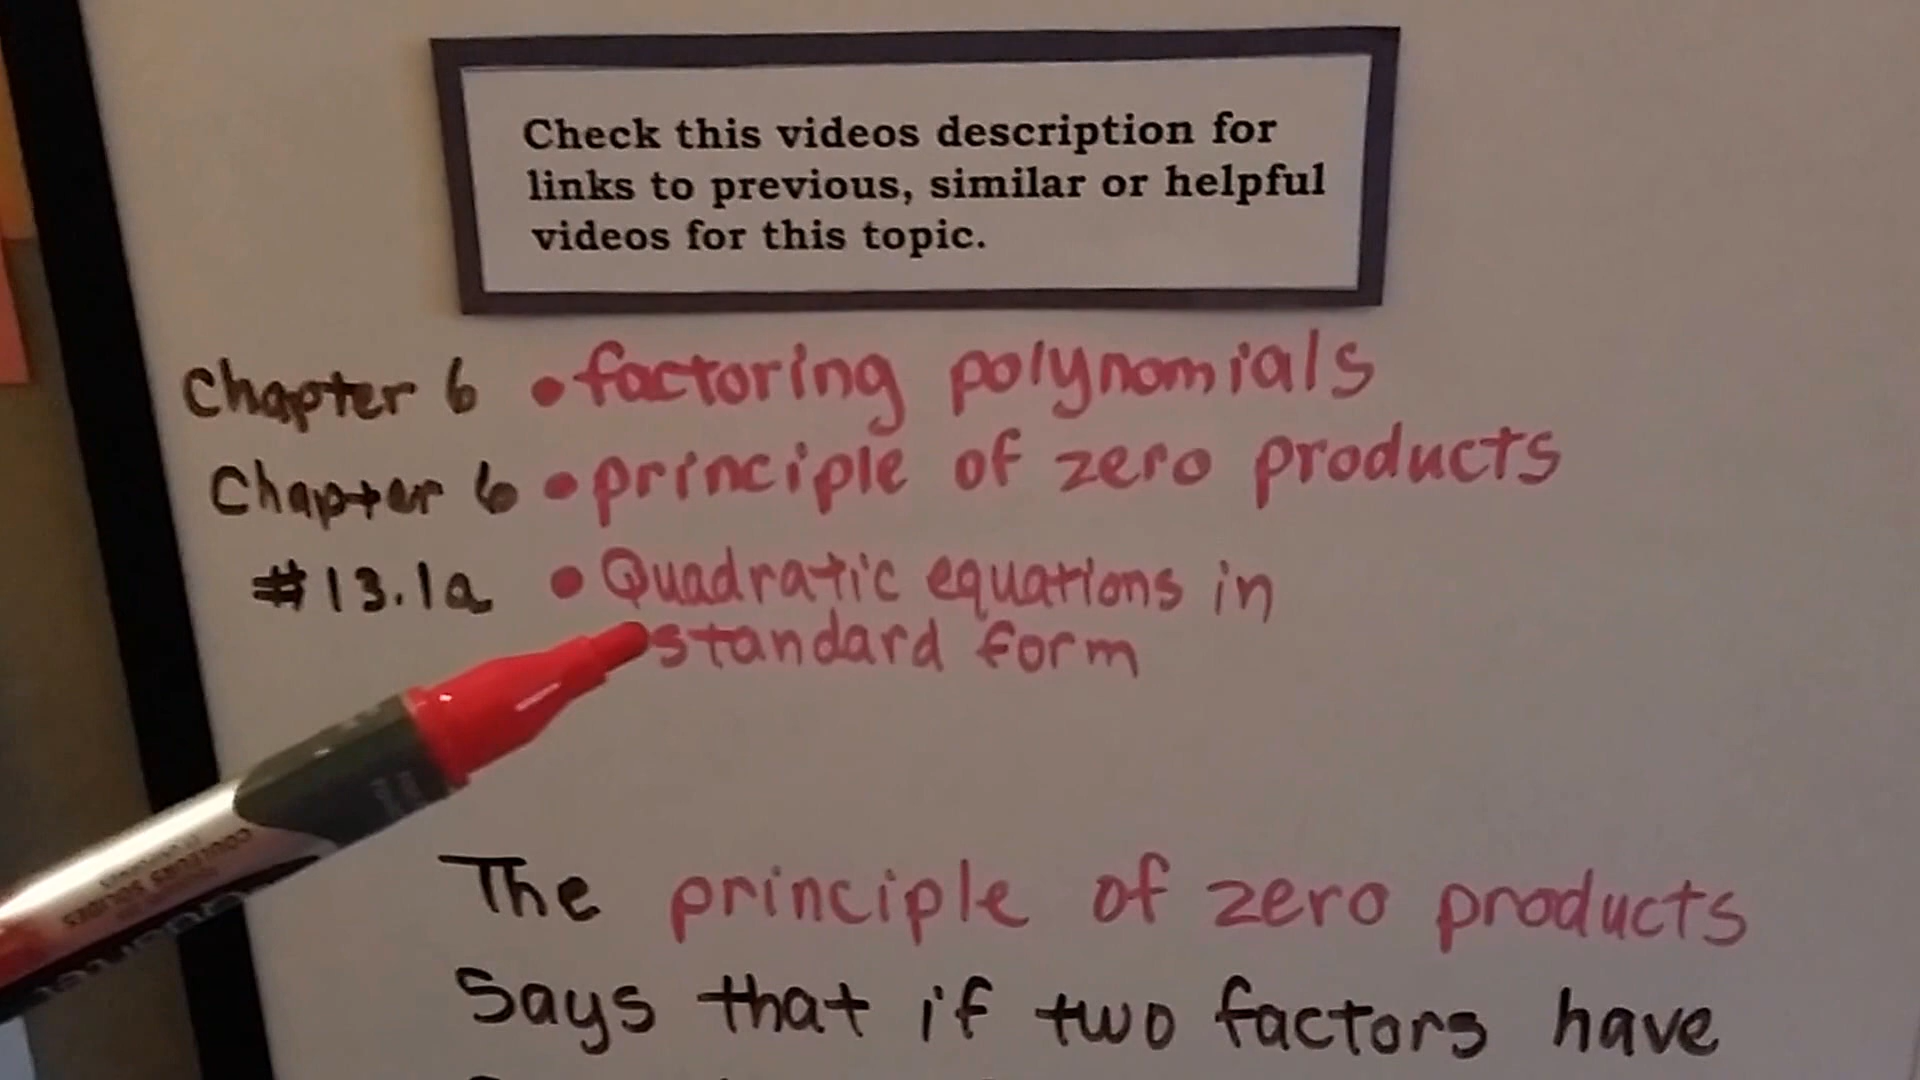 Check this videos description for
links to previous, similar or helpful
videos for this topic.
Chapter 6 • factoring polynomials
Chapter 6 • principle of zero products
#13.1a • Quadratic equations in
standard form
The principle of zero products
Says that if two factors have